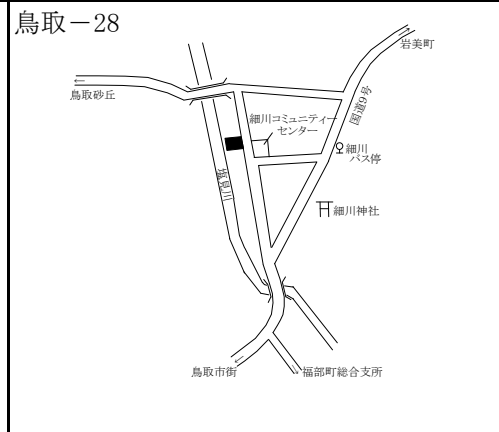 鳥取－28
岩美町
←
鳥取砂丘
国道9号
細川コミュニティー
センター
細川
バス停
塩見川
細川神社
鳥取市街
福部町総合支所